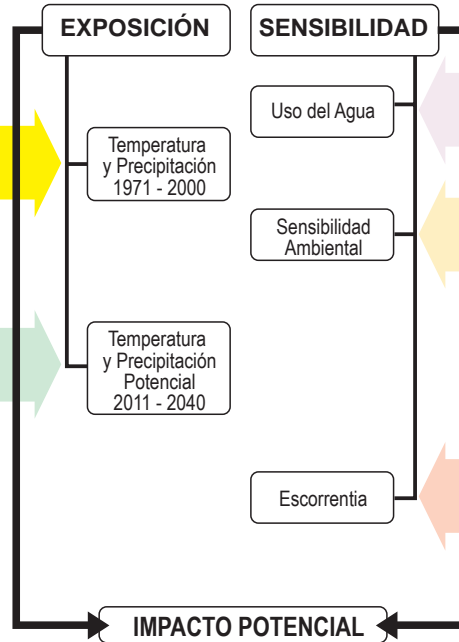 EXPOSICIÓN
Temperatura
y Precipitación
1971 - 2000
Temperatura
y Precipitación
Potencial
2011 - 2040
SENSIBILIDAD
Uso del Agua
Sensibilidad
Ambiental
Escorrentia
IMPACTO POTENCIAL